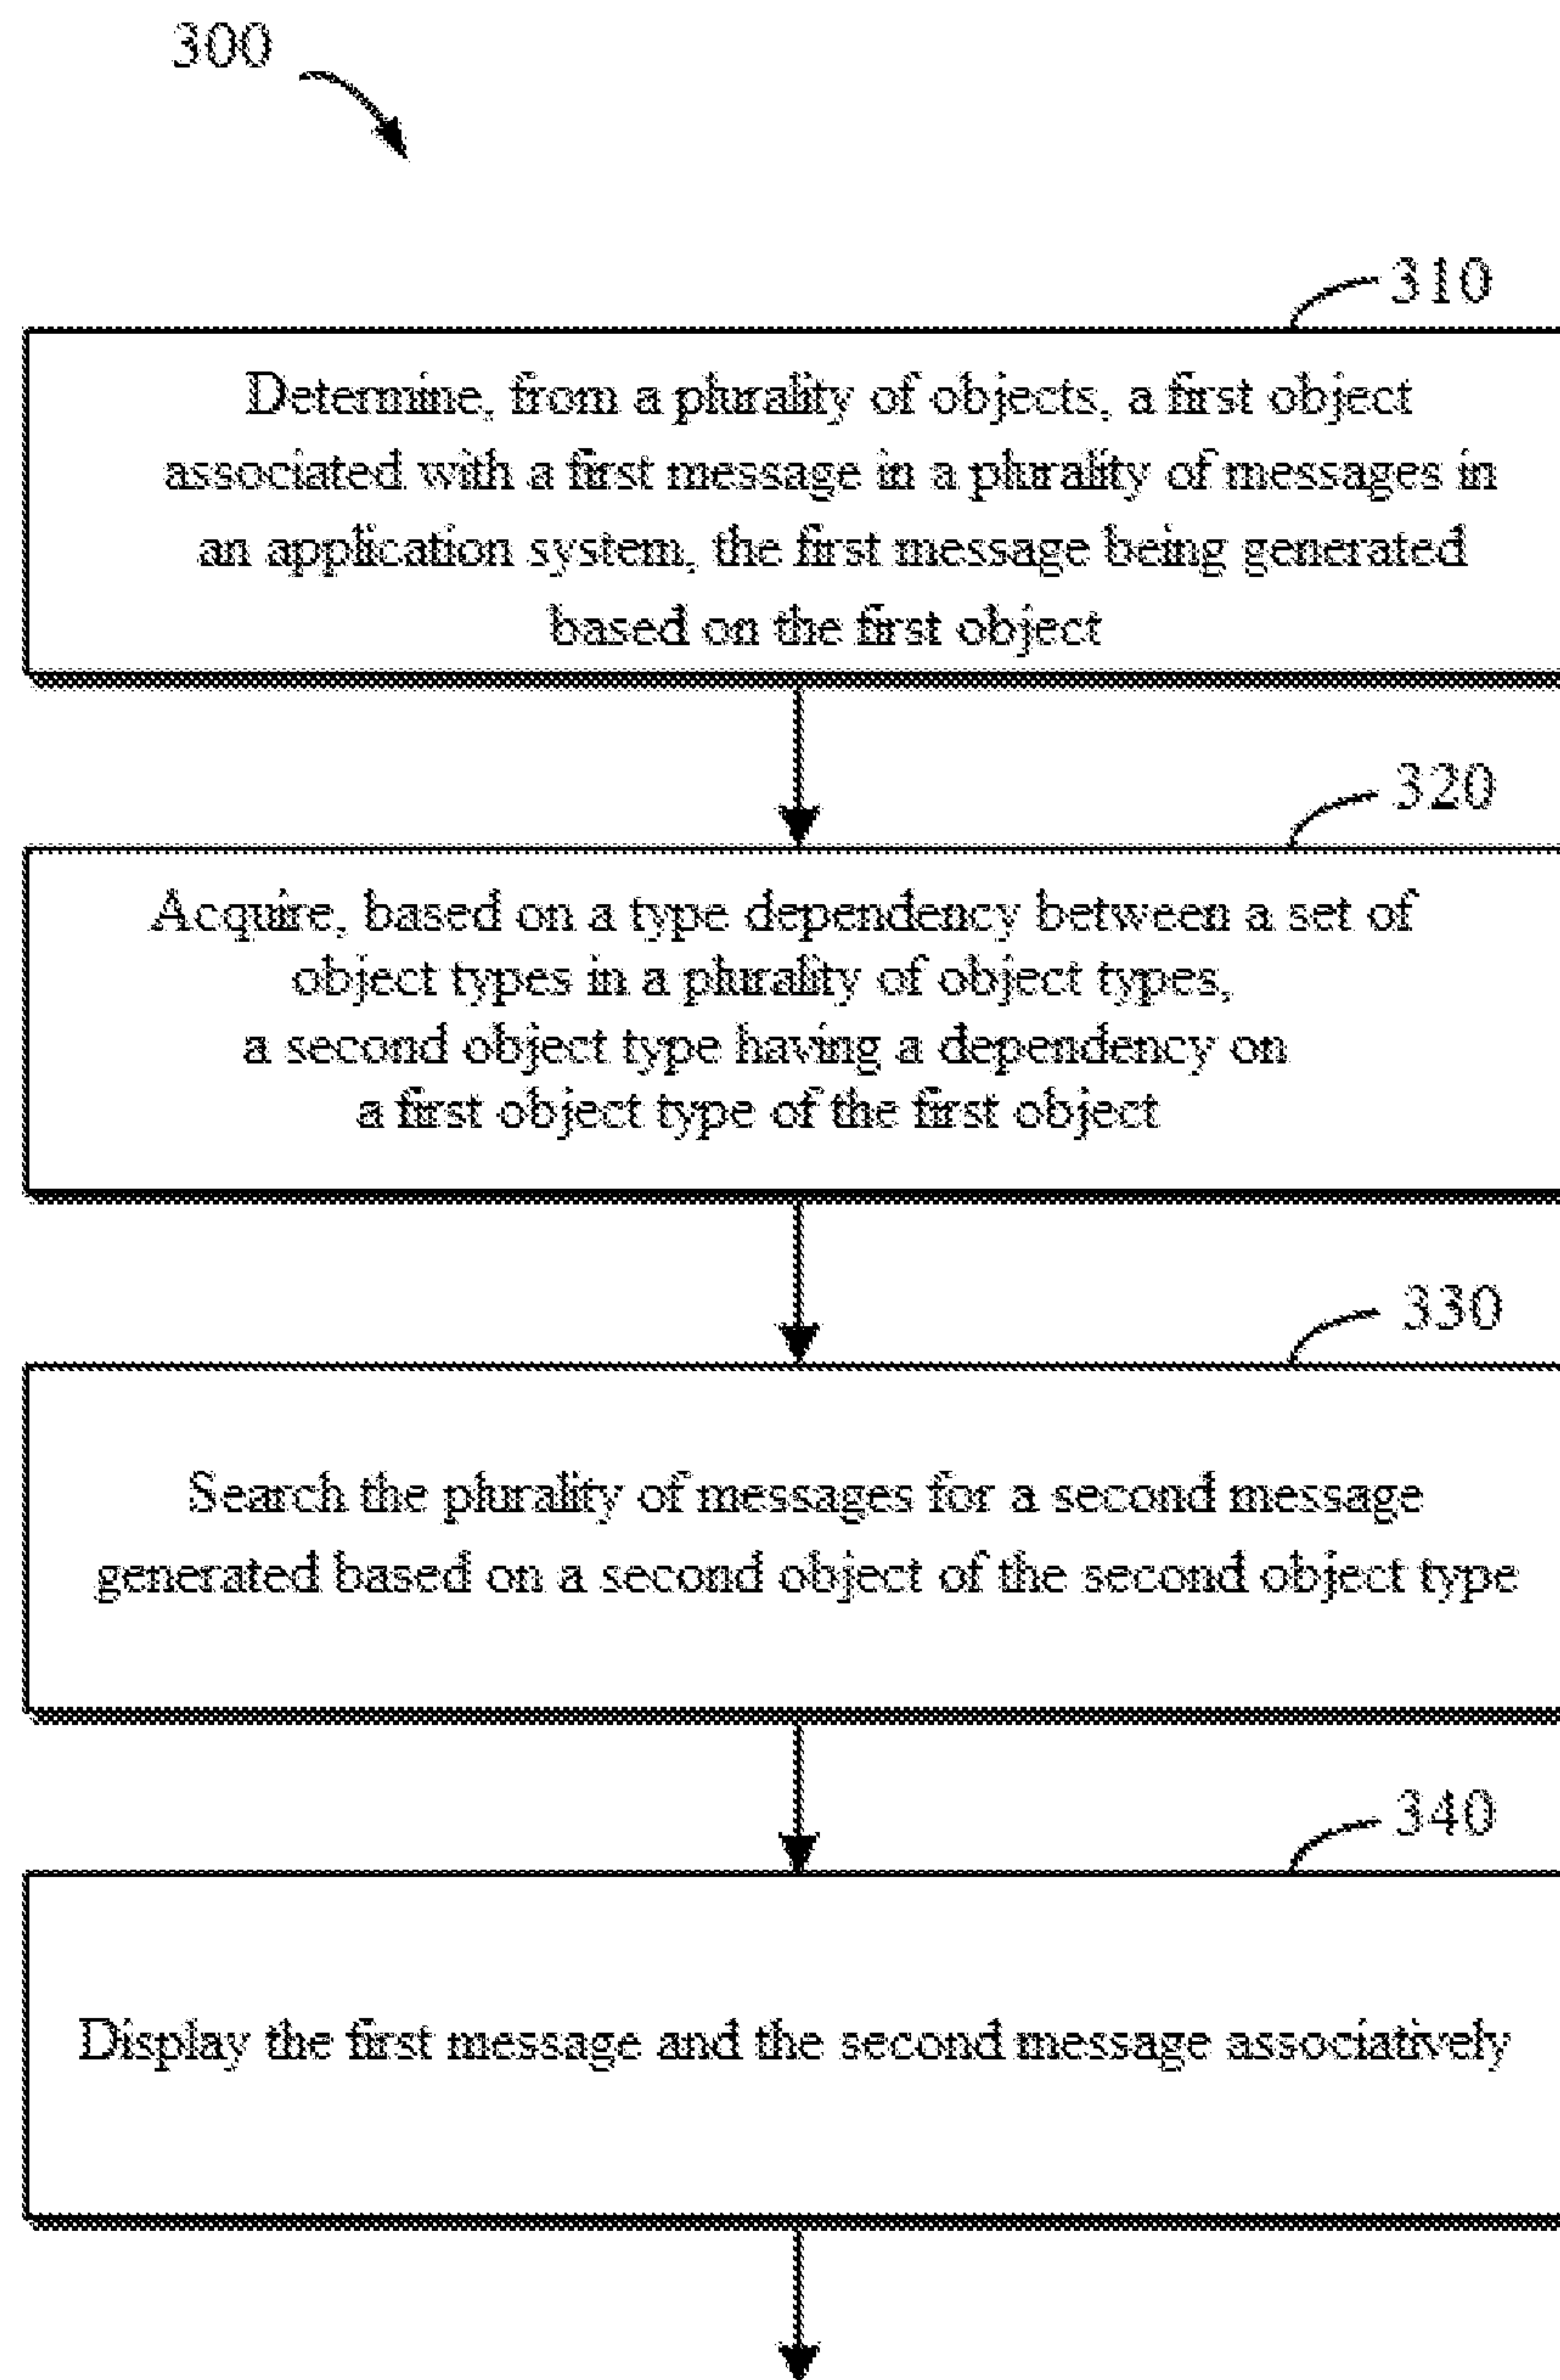 300
310
Determine, from a plurality of objects, a first object
associated with a first message in a plurality of messages in
an application system, the first message being generated
based on the first object
320
Acquire, based on a type dependency between a set of
object types in a plurality of object types,
a second object type having a dependency on
a first object type of the first object
330
Search the plurality of messages for a second message
generated based on a second object of the second object type
340
Display the first message and the second message associatively